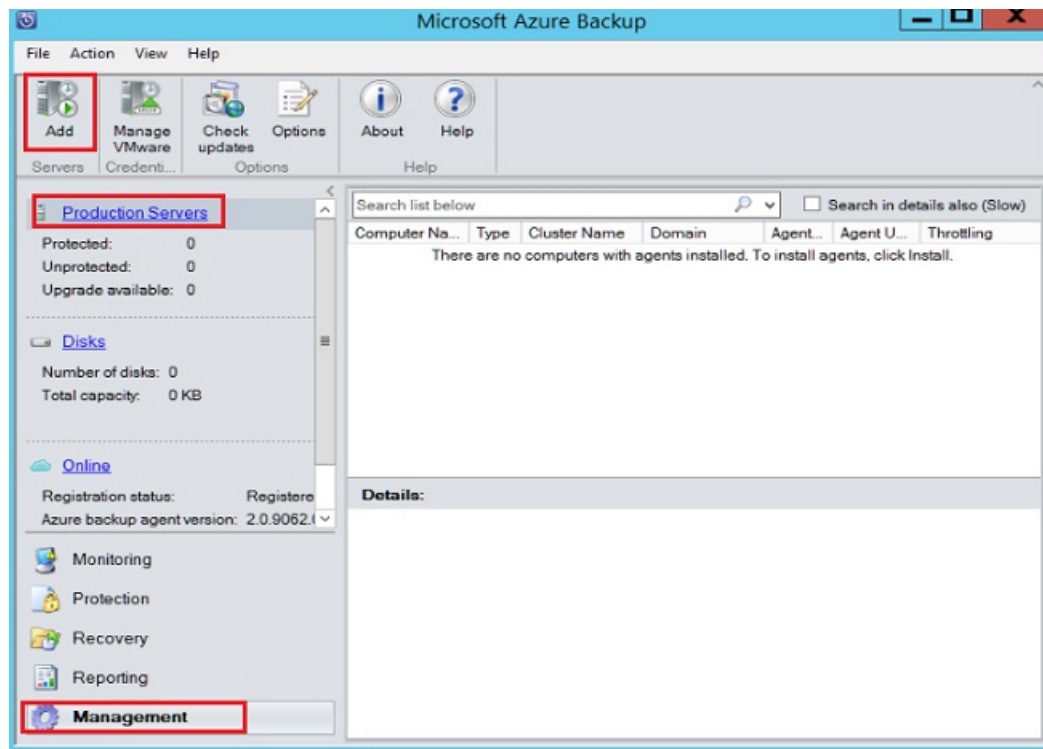 Microsoft Azure Backup
File Action View Help
Add
Manage VMware
Check updates
Options
About
Help
Servers
Credenti...
Options
Help
Production Servers
Protected: 0
Unprotected: 0
Upgrade available: 0
Disks
Number of disks: 0
Total capacity: 0 KB
Online
Registration status: Registere
Azure backup agent version: 2.0.9062.
Monitoring
Protection
Recovery
Reporting
Management
Search list below
Search in details also (Slow)
Computer Na... Type Cluster Name Domain Agent... Agent U... Throttling
There are no computers with agents installed. To install agents, click Install.
Details: